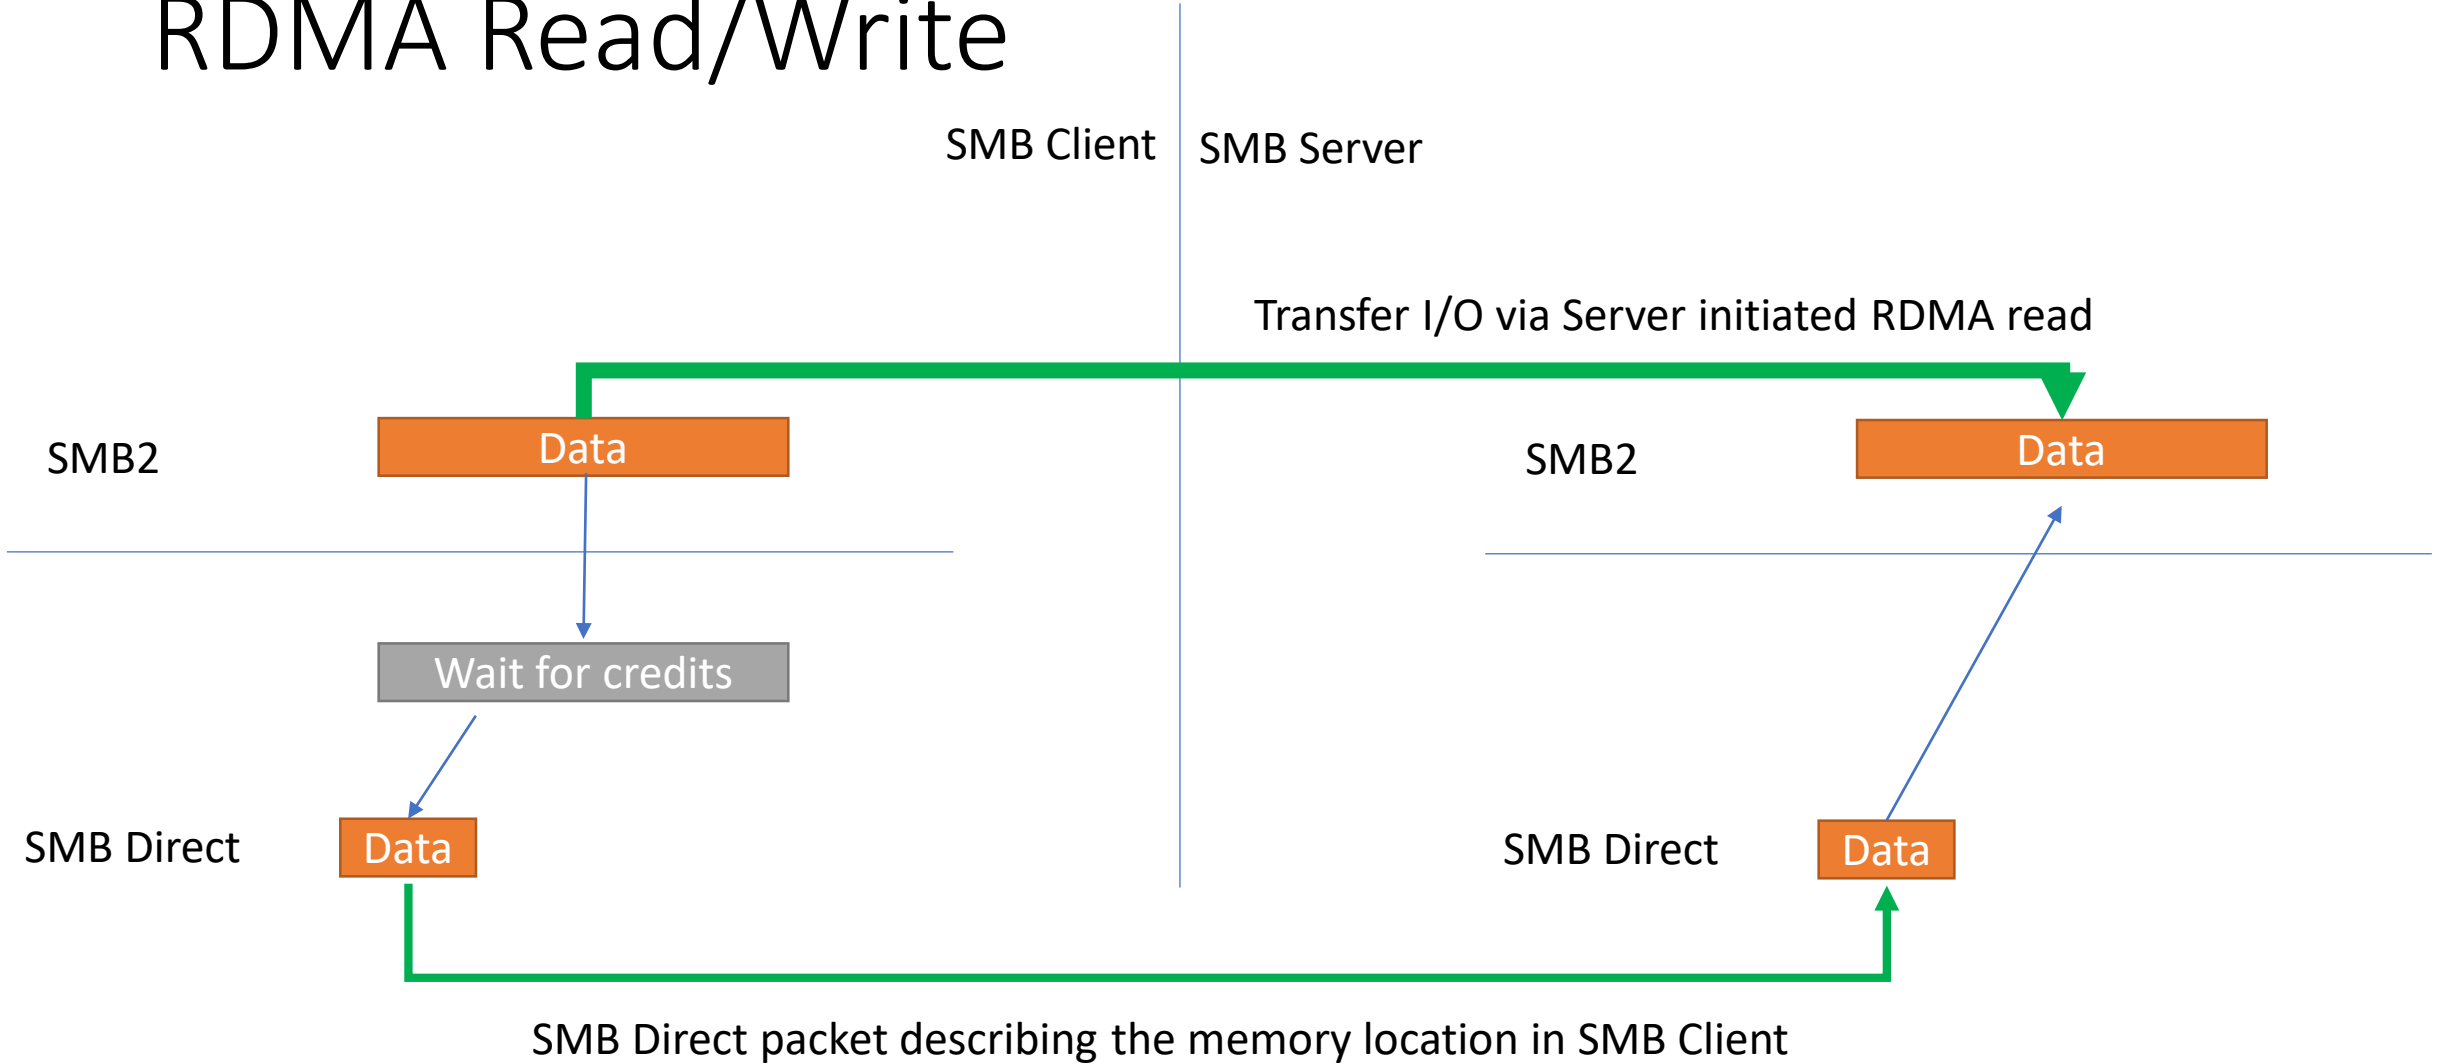 RDMA Read/Write
SMB Client
SMB Server
Transfer I/O via Server initiated RDMA read
SMB2
Data
SMB2
Data
Wait for credits
SMB Direct
Data
SMB Direct
Data
SMB Direct packet describing the memory location in SMB Client